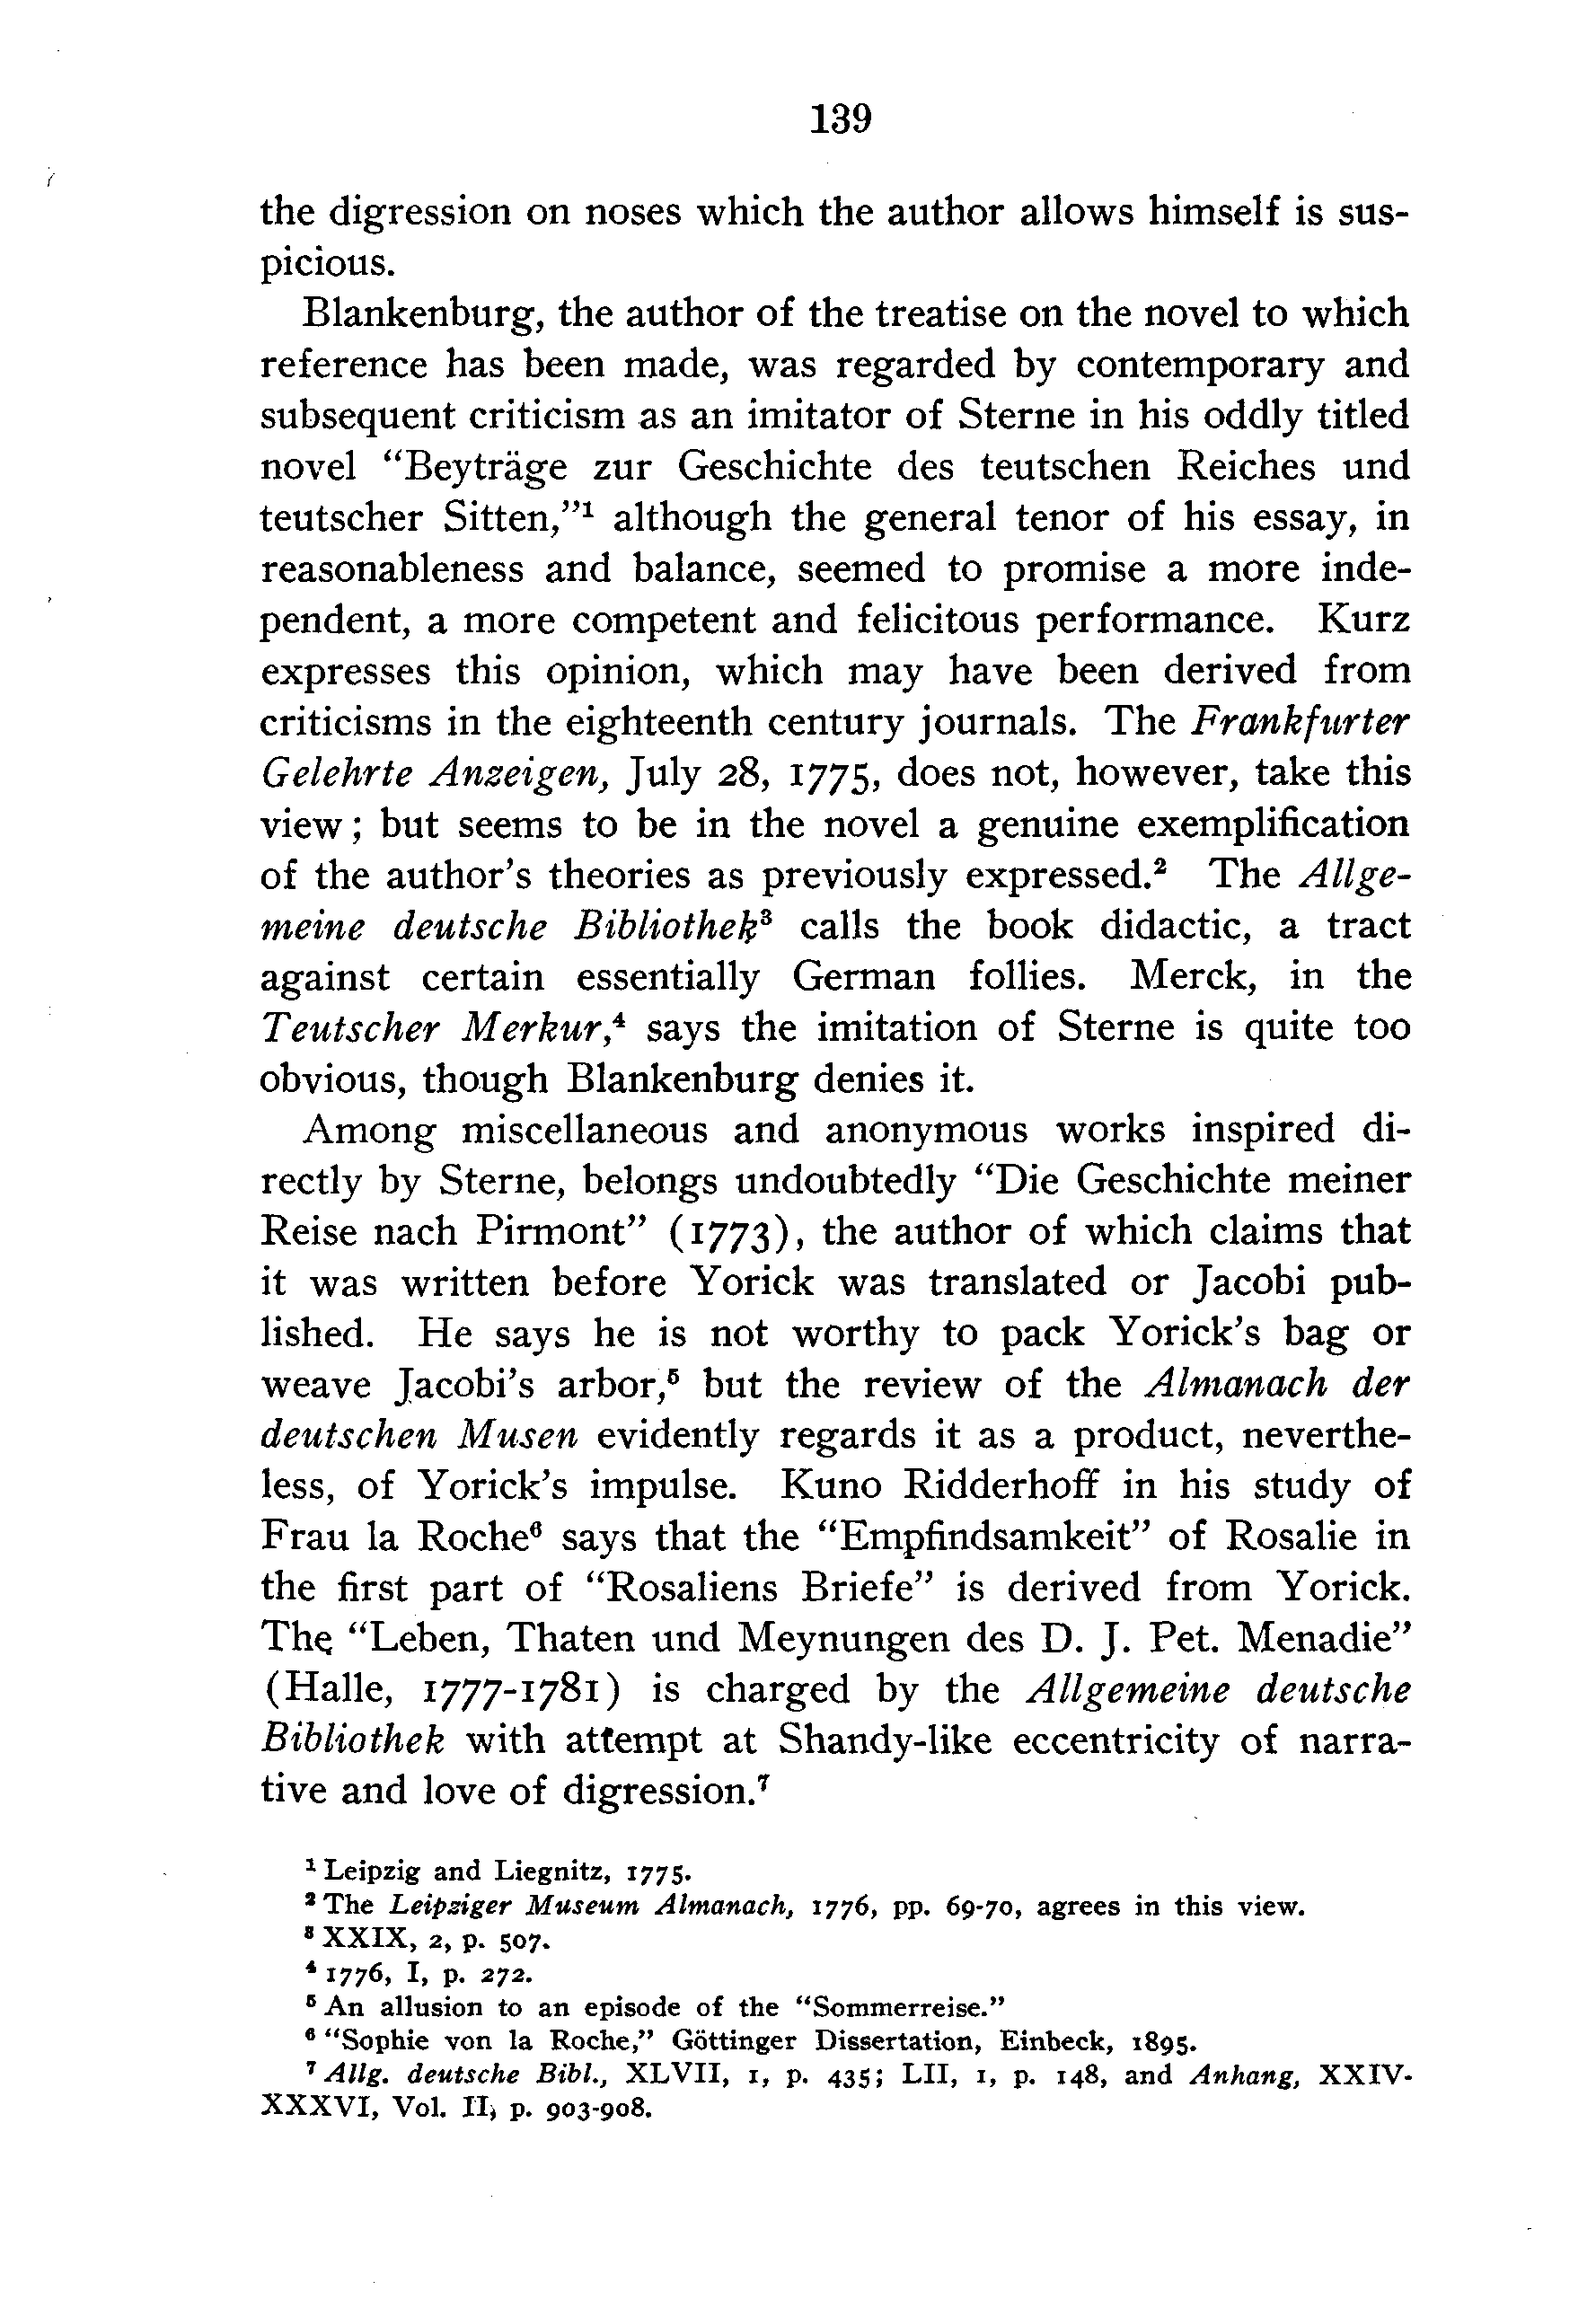 139
the digression on noses which the author allows himself is sus-
picious.
Blankenburg, the author of the treatise on the novel to which
reference has been made, was regarded by contemporary and
subsequent criticism as an imitator of Sterne in his oddly titled
novel “Beyträge zur Geschichte des teutschen Reiches und
teutscher Sitten,”¹ although the general tenor of his essay, in
reasonableness and balance, seemed to promise a more inde-
pendent, a more competent and felicitous performance. Kurz
expresses this opinion, which may have been derived from
criticisms in the eighteenth century journals. The Frankfurter
Gelehrte Anzeigen, July 28, 1775, does not, however, take this
view; but seems to be in the novel a genuine exemplification
of the author’s theories as previously expressed.² The Allge-
meine deutsche Bibliothek³ calls the book didactic, a tract
against certain essentially German follies. Merck, in the
Teutscher Merkur,⁴ says the imitation of Sterne is quite too
obvious, though Blankenburg denies it.
Among miscellaneous and anonymous works inspired di-
rectly by Sterne, belongs undoubtedly “Die Geschichte meiner
Reise nach Pirmont” (1773), the author of which claims that
it was written before Yorick was translated or Jacobi pub-
lished. He says he is not worthy to pack Yorick’s bag or
weave Jacobi’s arbor,⁵ but the review of the Almanach der
deutschen Musen evidently regards it as a product, neverthe-
less, of Yorick’s impulse. Kuno Ridderhoff in his study of
Frau la Roche⁶ says that the “Empfindsamkeit” of Rosalie in
the first part of “Rosaliens Briefe” is derived from Yorick.
The “Leben, Thaten und Meynungen des D. J. Pet. Menadie”
(Halle, 1777-1781) is charged by the Allgemeine deutsche
Bibliothek with attempt at Shandy-like eccentricity of narra-
tive and love of digression.⁷
¹ Leipzig and Liegnitz, 1775.
² The Leipziger Museum Almanach, 1776, pp. 69-70, agrees in this view.
³ XXIX, 2, p. 507.
⁴ 1776, I, p. 272.
⁵ An allusion to an episode of the “Sommerreise.”
⁶ “Sophie von la Roche,” Göttinger Dissertation, Einbeck, 1895.
⁷ Allg. deutsche Bibl., XLVII, 1, p. 435; LII, 1, p. 148, and Anhang, XXIV-
XXXVI, Vol. II, p. 903-908.